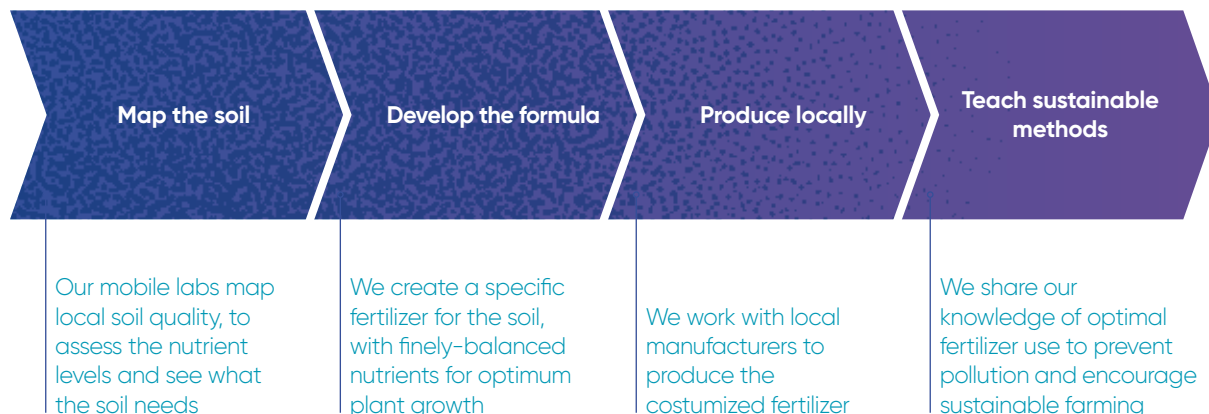 Map the soil
Develop the formula
Produce locally
Teach sustainable
methods
Our mobile labs map
local soil quality, to
assess the nutrient
levels and see what
the soil needs
We create a specific
fertilizer for the soil,
with finely-balanced
nutrients for optimum
plant growth
We work with local
manufacturers to
produce the
costumized fertilizer
We share our
knowledge of optimal
fertilizer use to prevent
pollution and encourage
sustainable farming